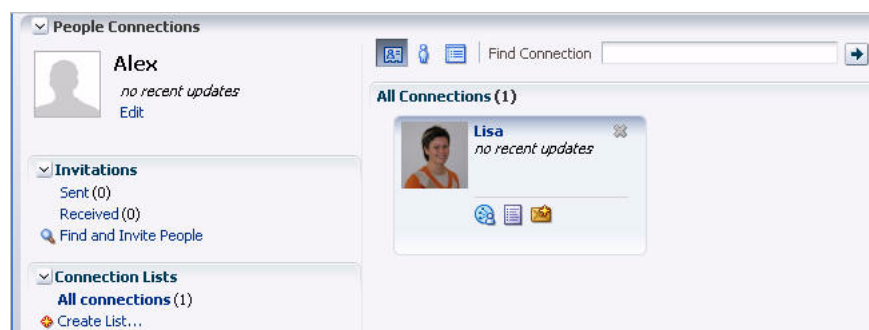 People Connections
Alex
no recent updates
Edit
Invitations
Sent (0)
Received (0)
Find and Invite People
Connection Lists
All connections (1)
Create List...
Find Connection
All Connections (1)
Lisa
no recent updates